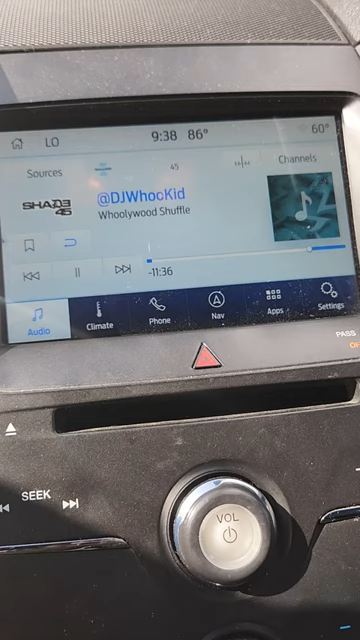 LO 9:38 86° 60°
Sources 45 Channels
SHADE 45
@DJWhooKid
Whoolywood Shuffle
-11:36
Audio Climate Phone Nav Apps Settings
PASS
SEEK
VOL